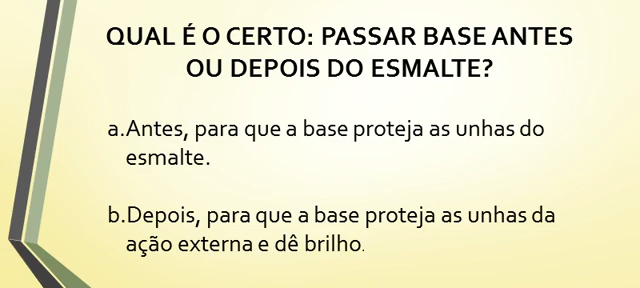 QUAL É O CERTO: PASSAR BASE ANTES
OU DEPOIS DO ESMALTE?
a.Antes, para que a base proteja as unhas do
esmalte.
b.Depois, para que a base proteja as unhas da
ação externa e dê brilho.